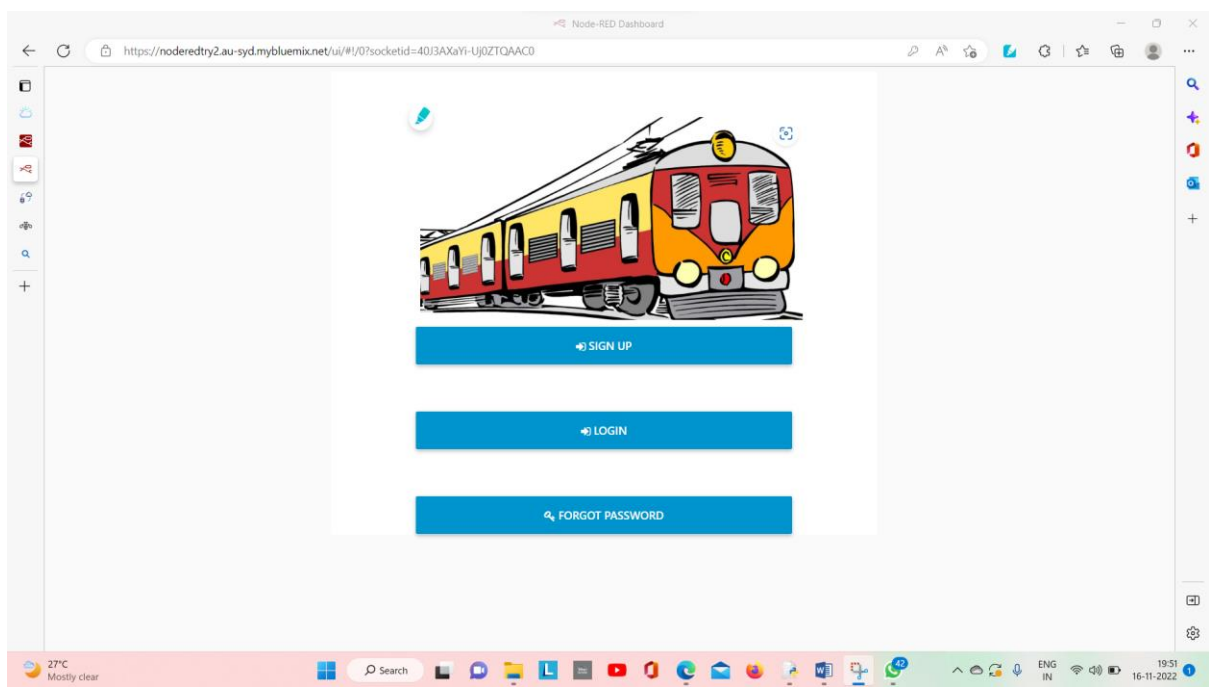 Node-RED Dashboard
https://noderedtry2.au-syd.mybluemix.net/ui/#!/0?socketid=40J3AXaYi-Uj0ZTQAAC0
SIGN UP
LOGIN
FORGOT PASSWORD
27°C
Mostly clear
Search
42
ENG
IN
19:51
16-11-2022
1